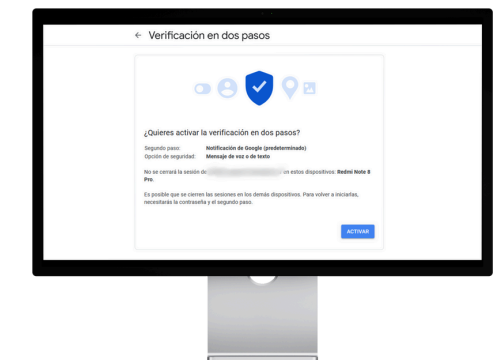 ← Verificación en dos pasos
¿Quieres activar la verificación en dos pasos?
Segundo paso: Notificación de Google (predeterminado)
Opción de seguridad: Mensaje de voz o de texto
No se cerrará la sesión de en estos dispositivos: Redmi Note 8
Pro.
Es posible que se cierren las sesiones en los demás dispositivos. Para volver a iniciarlas,
necesitarás la contraseña y el segundo paso.
ACTIVAR